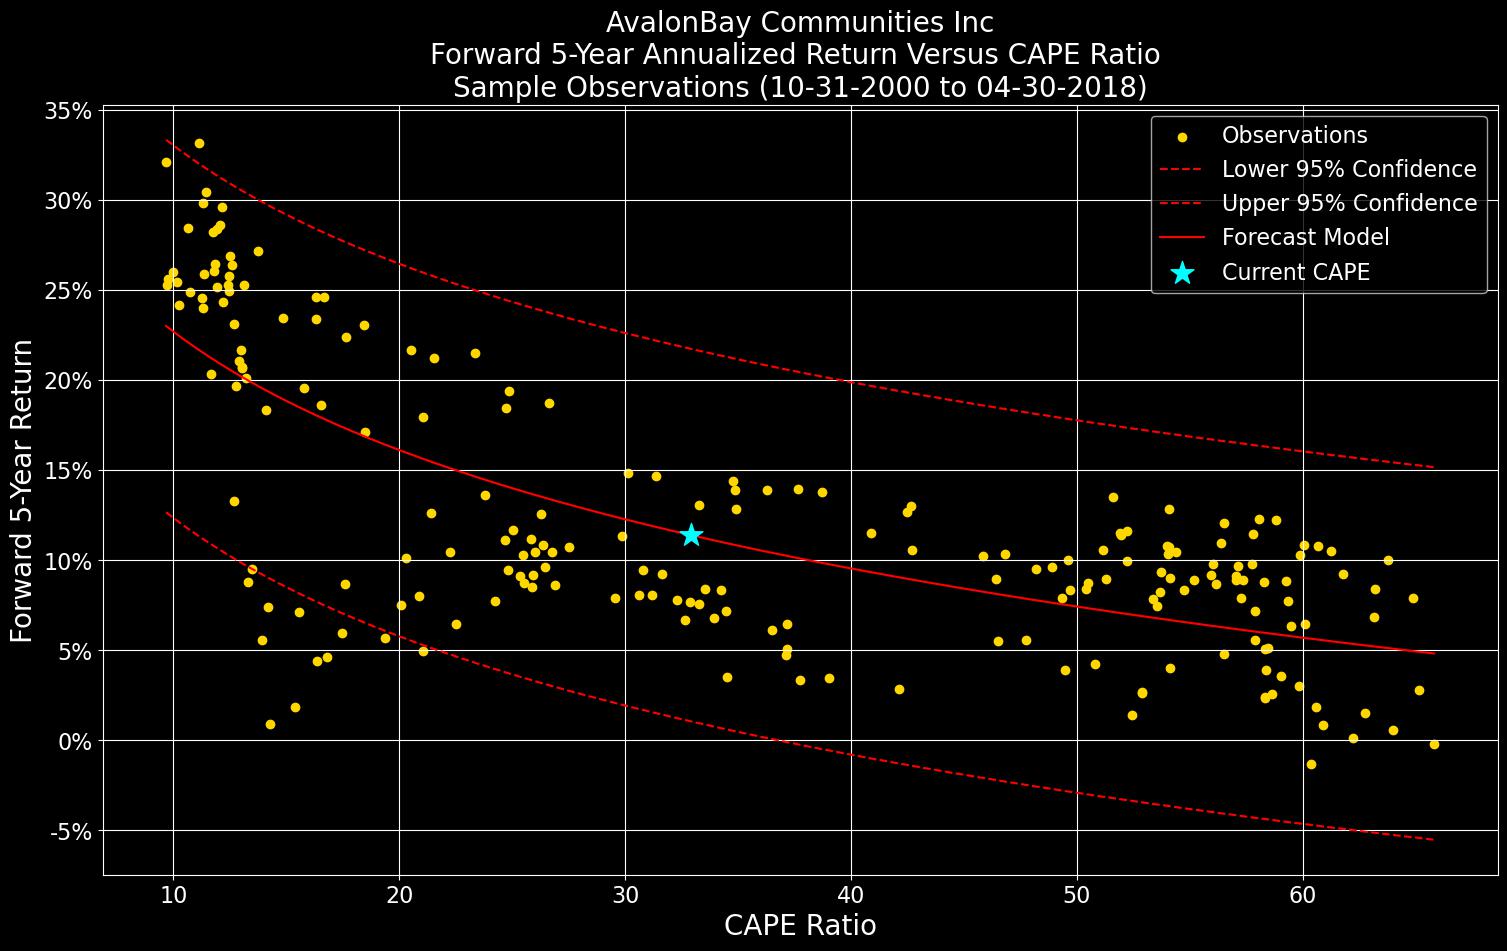 AvalonBay Communities Inc
Forward 5-Year Annualized Return Versus CAPE Ratio
Sample Observations (10-31-2000 to 04-30-2018)
35%
30%
25%
20%
15%
10%
5%
0%
-5%
Forward 5-Year Return
Observations
Lower 95% Confidence
Upper 95% Confidence
Forecast Model
Current CAPE
10
20
30
40
50
60
CAPE Ratio